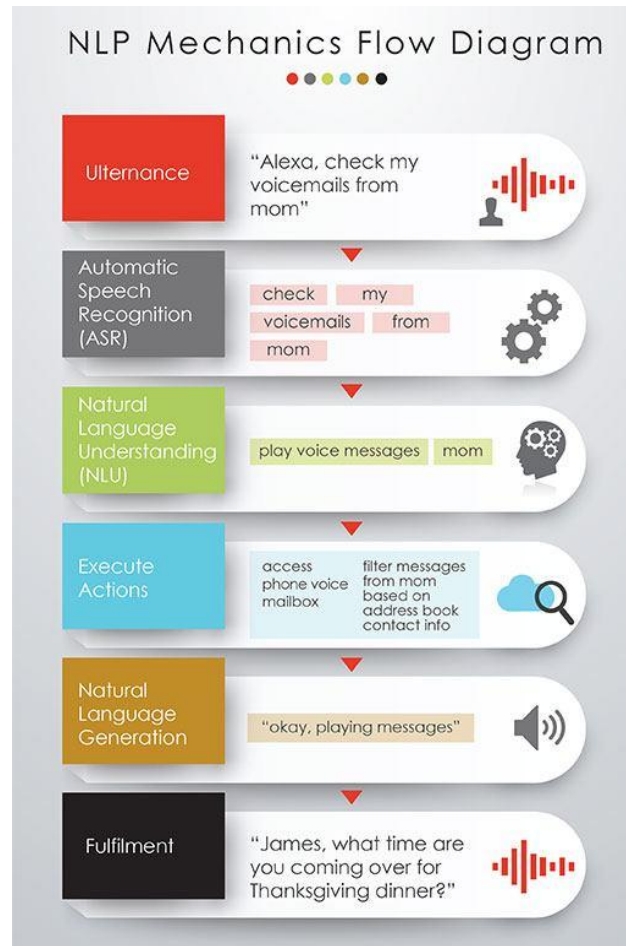 NLP Mechanics Flow Diagram
Ulternance
"Alexa, check my
voicemails from
mom"
Automatic
Speech
Recognition
(ASR)
check my
voicemails from
mom
Natural
Language
Understanding
(NLU)
play voice messages mom
Execute
Actions
access
phone voice
mailbox
filter messages
from mom
based on
address book
contact info
Natural
Language
Generation
"okay, playing messages"
Fulfilment
"James, what time are
you coming over for
Thanksgiving dinner?"